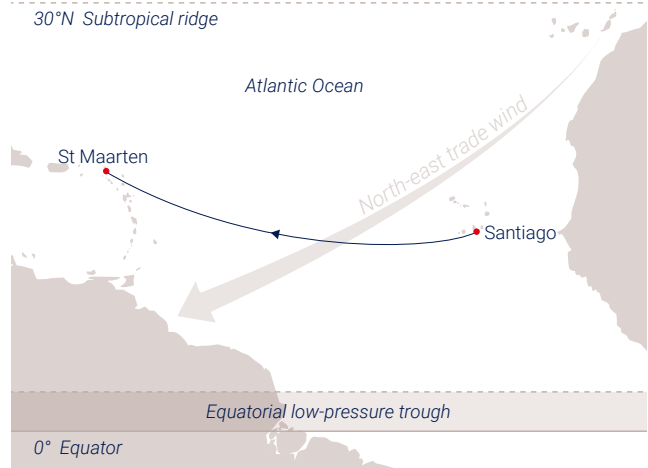 30°N Subtropical ridge
Atlantic Ocean
North-east trade wind
St Maarten
Santiago
Equatorial low-pressure trough
0° Equator